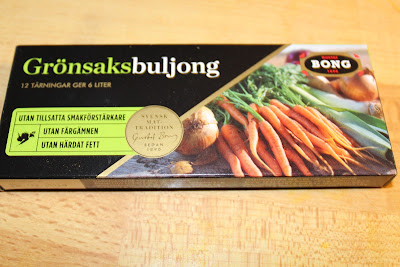 Grönsaksbuljong
12 TÄRNINGAR GER 6 LITER
UTAN TILLSATTA SMAKFÖRSTÄRKARE
UTAN FÄRGÄMNEN
UTAN HÄRDAT FETT
SVENSK
MAT-
TRADITION
SEDAN
BONG